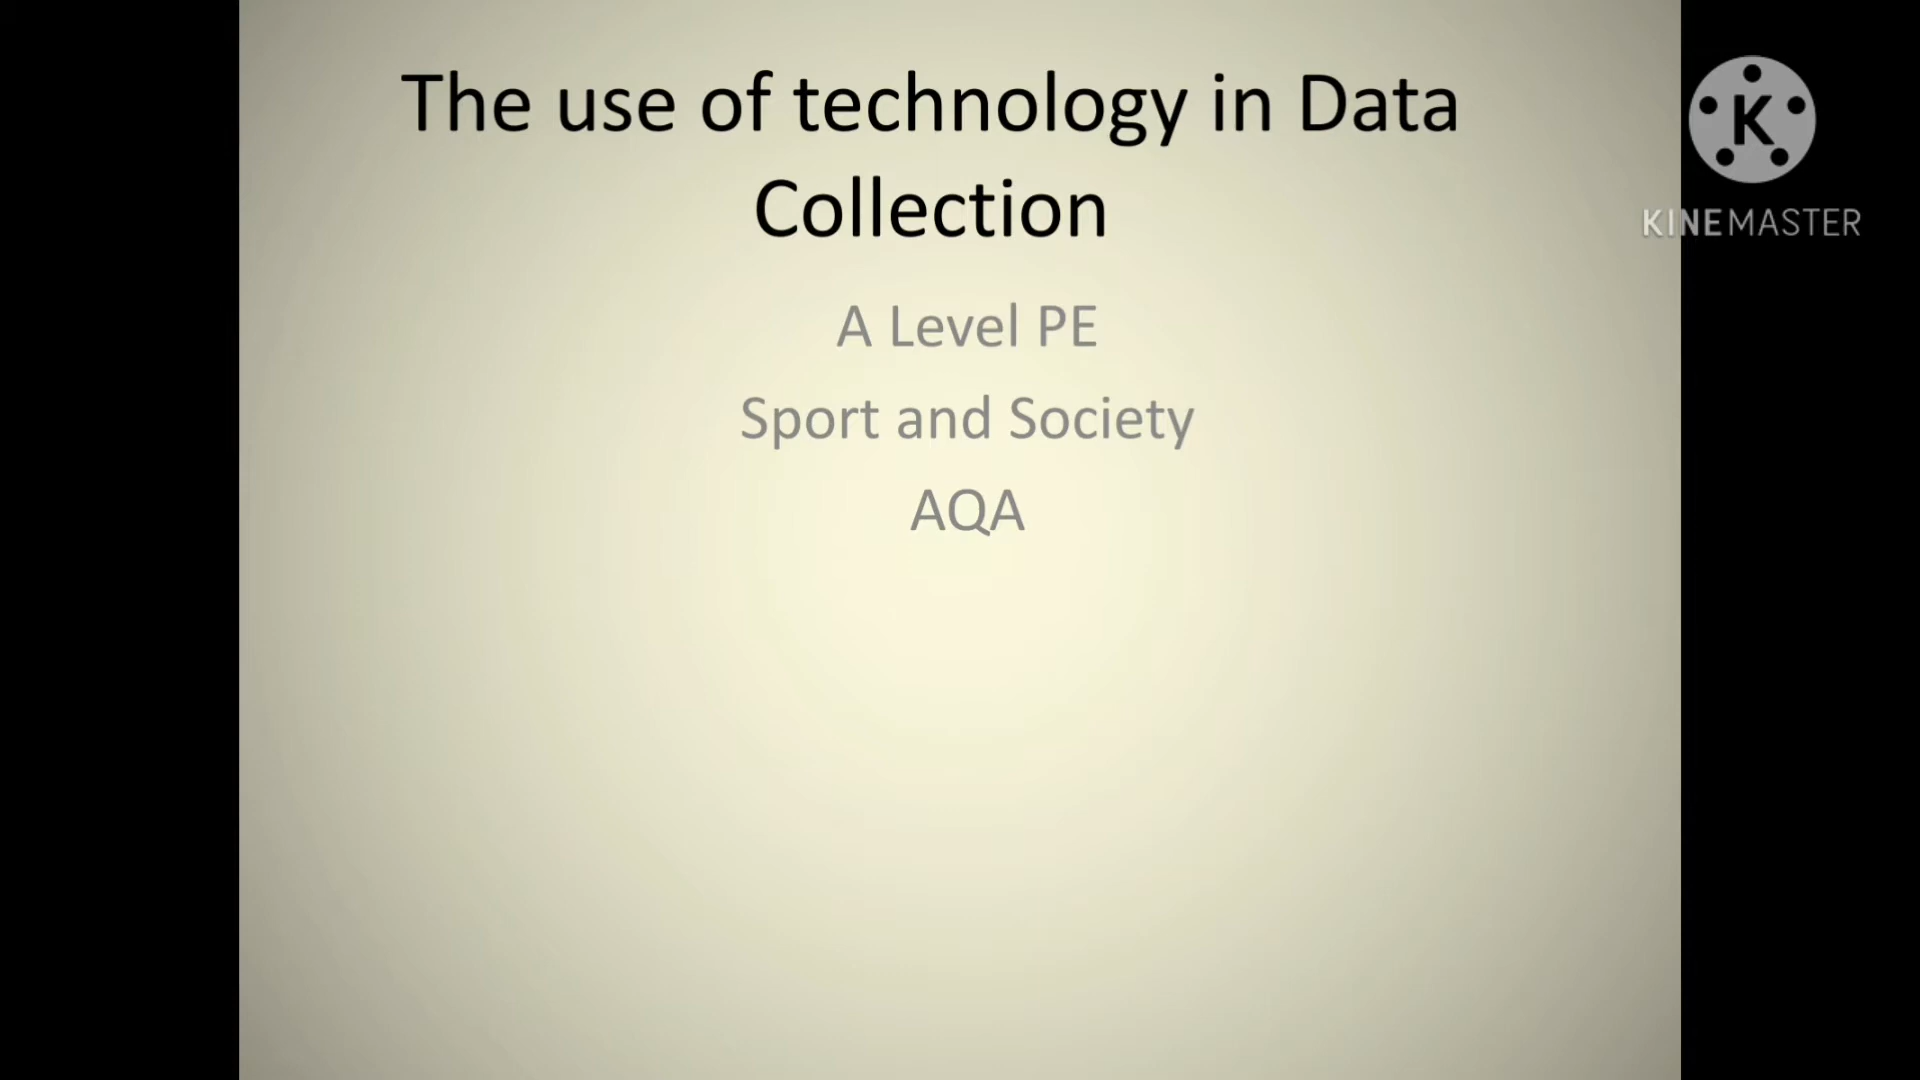 The use of technology in Data
Collection
A Level PE
Sport and Society
AQA
K
KINEMASTER